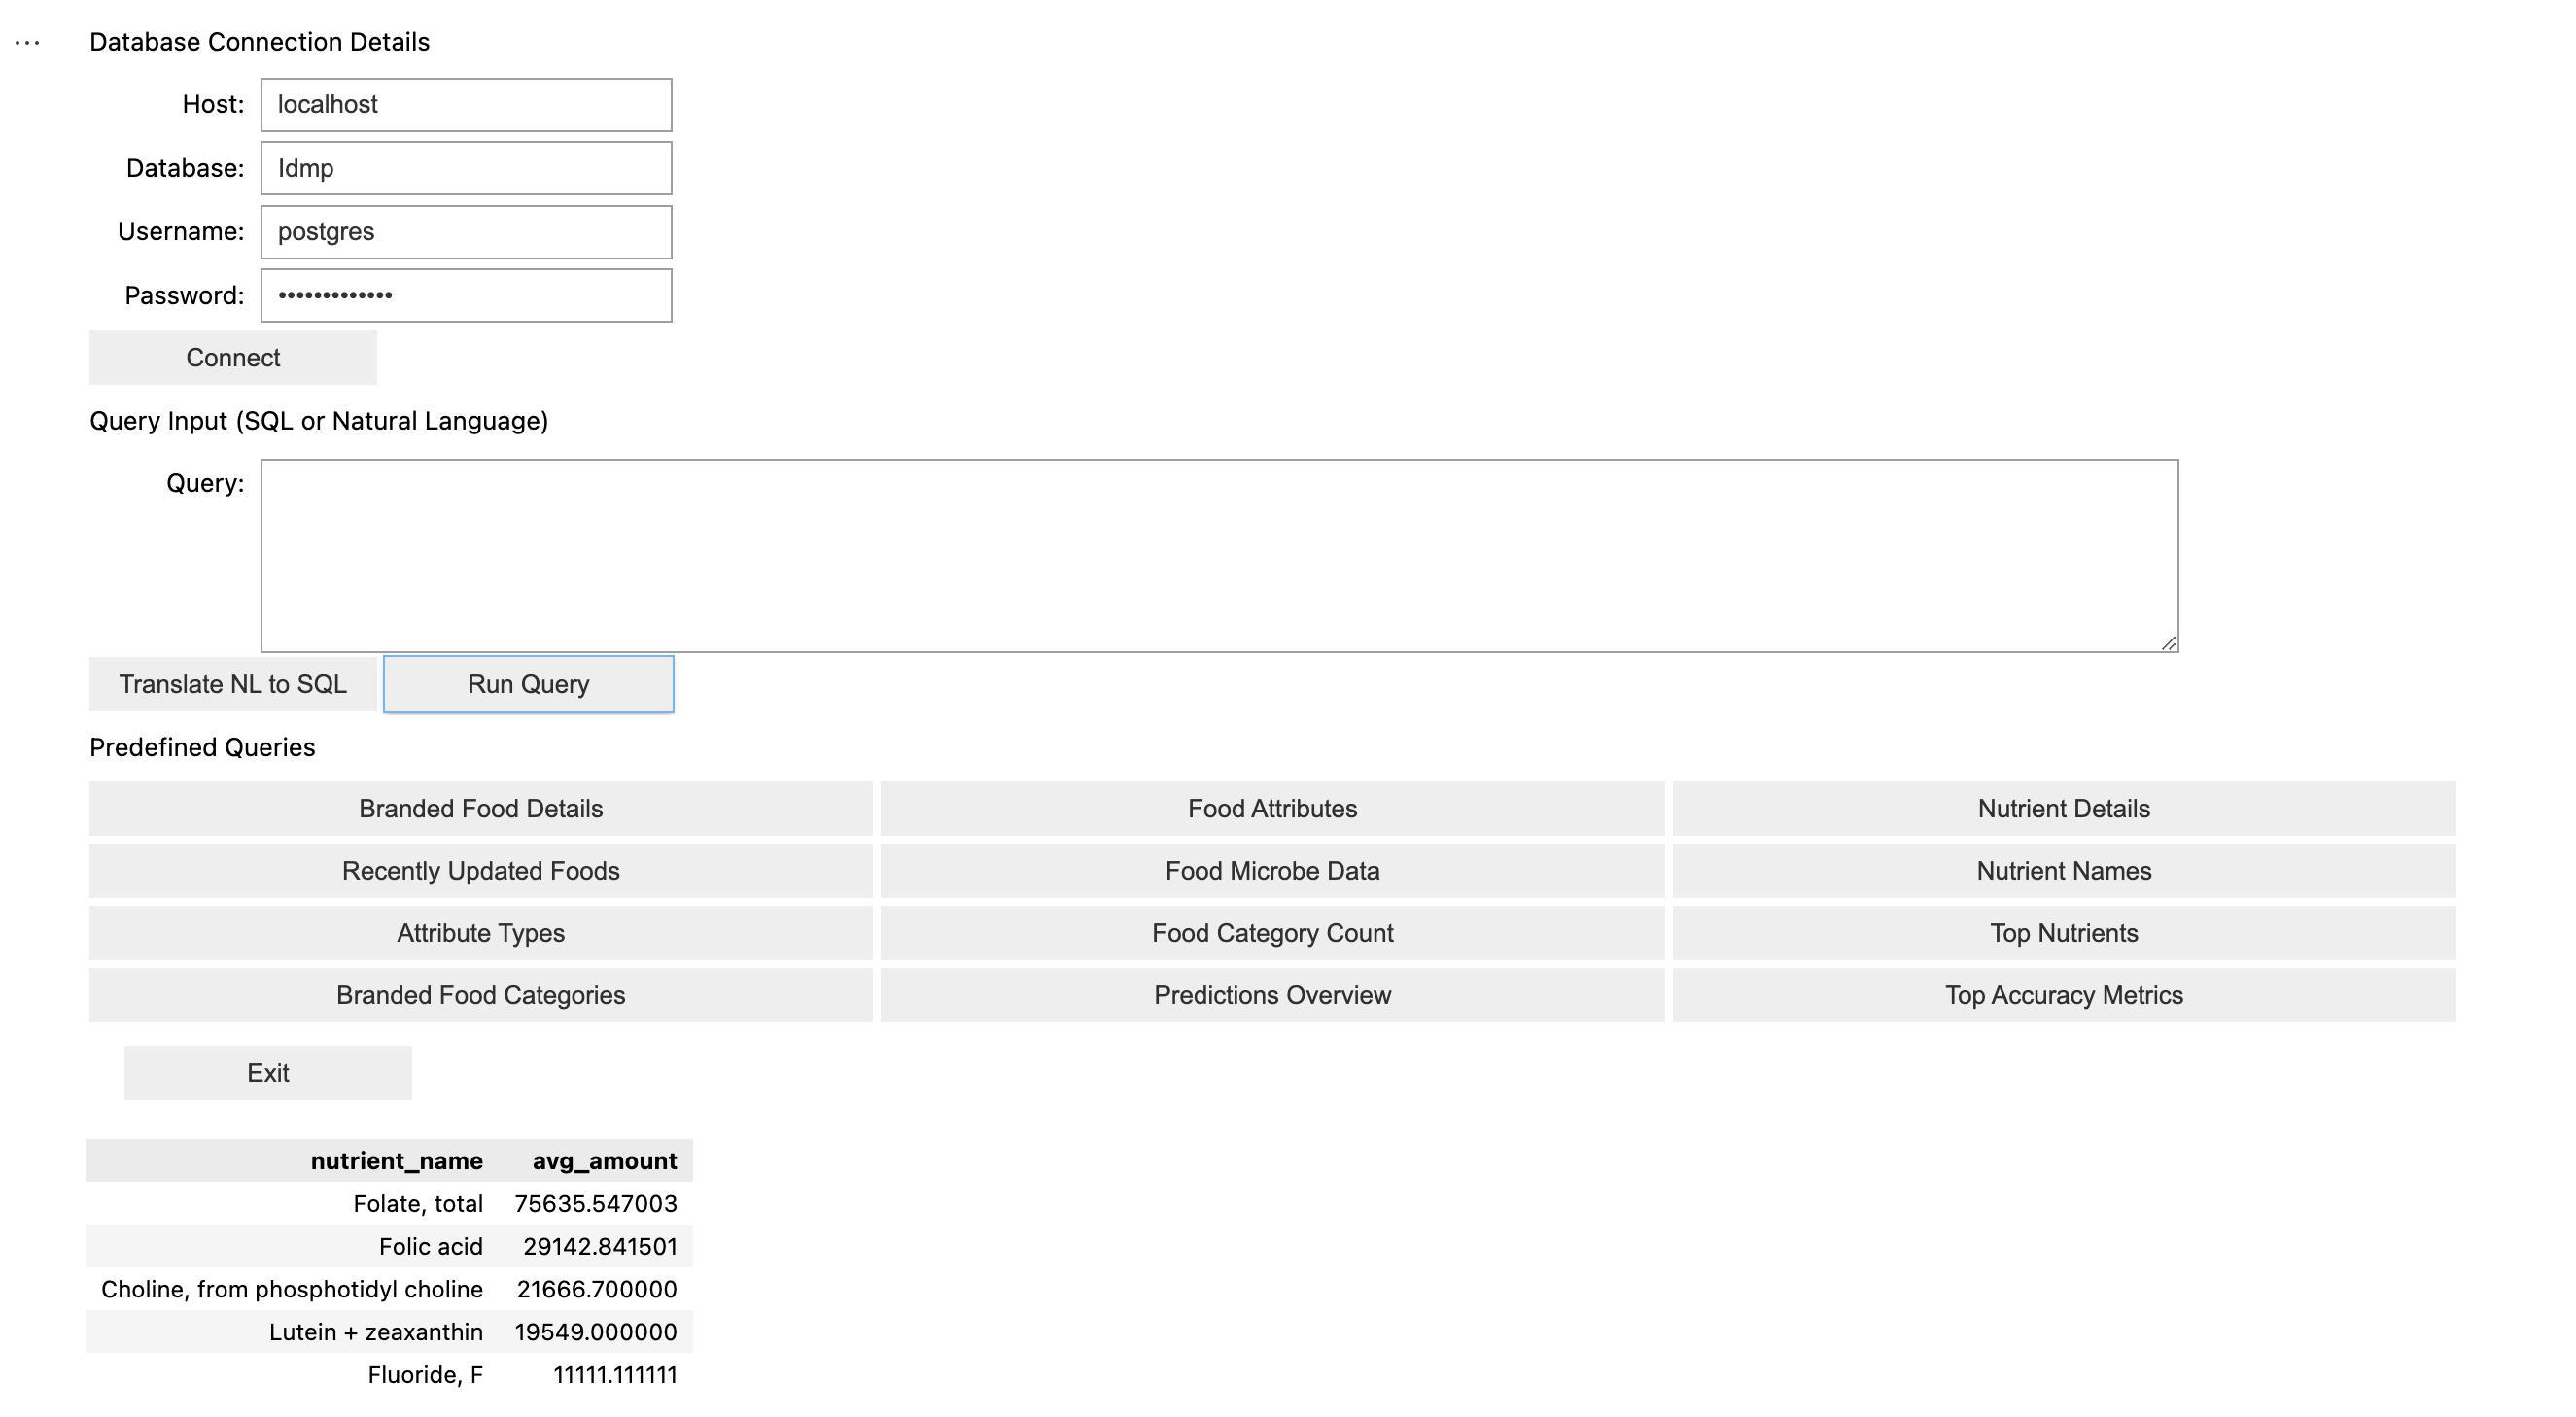 ...
Database Connection Details
Host: localhost
Database: ldmp
Username: postgres
Password: •••••••••••••
Connect
Query Input (SQL or Natural Language)
Query:
Translate NL to SQL Run Query
Predefined Queries
Branded Food Details Food Attributes Nutrient Details
Recently Updated Foods Food Microbe Data Nutrient Names
Attribute Types Food Category Count Top Nutrients
Branded Food Categories Predictions Overview Top Accuracy Metrics
Exit
nutrient_name avg_amount
Folate, total 75635.547003
Folic acid 29142.841501
Choline, from phosphotidyl choline 21666.700000
Lutein + zeaxanthin 19549.000000
Fluoride, F 11111.111111